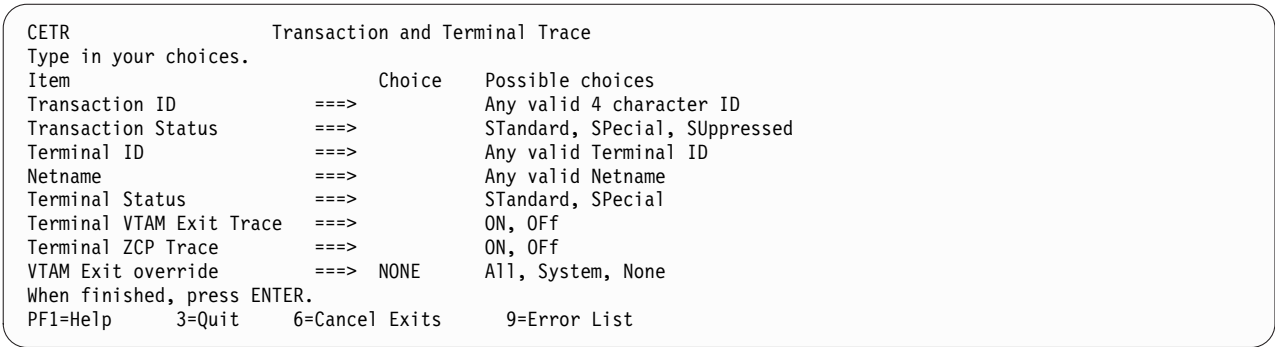 CETR                        Transaction and Terminal Trace
Type in your choices.
Item                                Choice    Possible choices
Transaction ID               ===>             Any valid 4 character ID
Transaction Status           ===>             STandard, SPecial, SUppressed
Terminal ID                  ===>             Any valid Terminal ID
Netname                      ===>             Any valid Netname
Terminal Status              ===>             STandard, SPecial
Terminal VTAM Exit Trace     ===>             ON, OFf
Terminal ZCP Trace           ===>             ON, OFf
VTAM Exit override           ===>   NONE      All, System, None
When finished, press ENTER.
PF1=Help      3=Quit     6=Cancel Exits      9=Error List